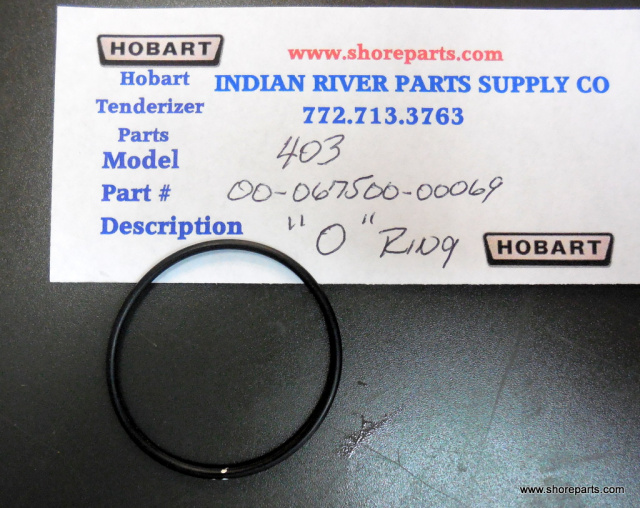 HOBART
www.shoreparts.com
Hobart
INDIAN RIVER PARTS SUPPLY CO
Tenderizer
772.713.3763
Parts
Model 403
Part # 00-067500-00069
Description "O" RING
HOBART
www.shoreparts.com